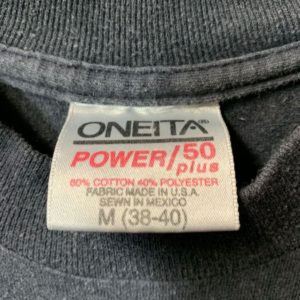 ONEITA®
POWER/50
plus
60% COTTON 40% POLYESTER
FABRIC MADE IN U.S.A.
SEWN IN MEXICO
M (38-40)